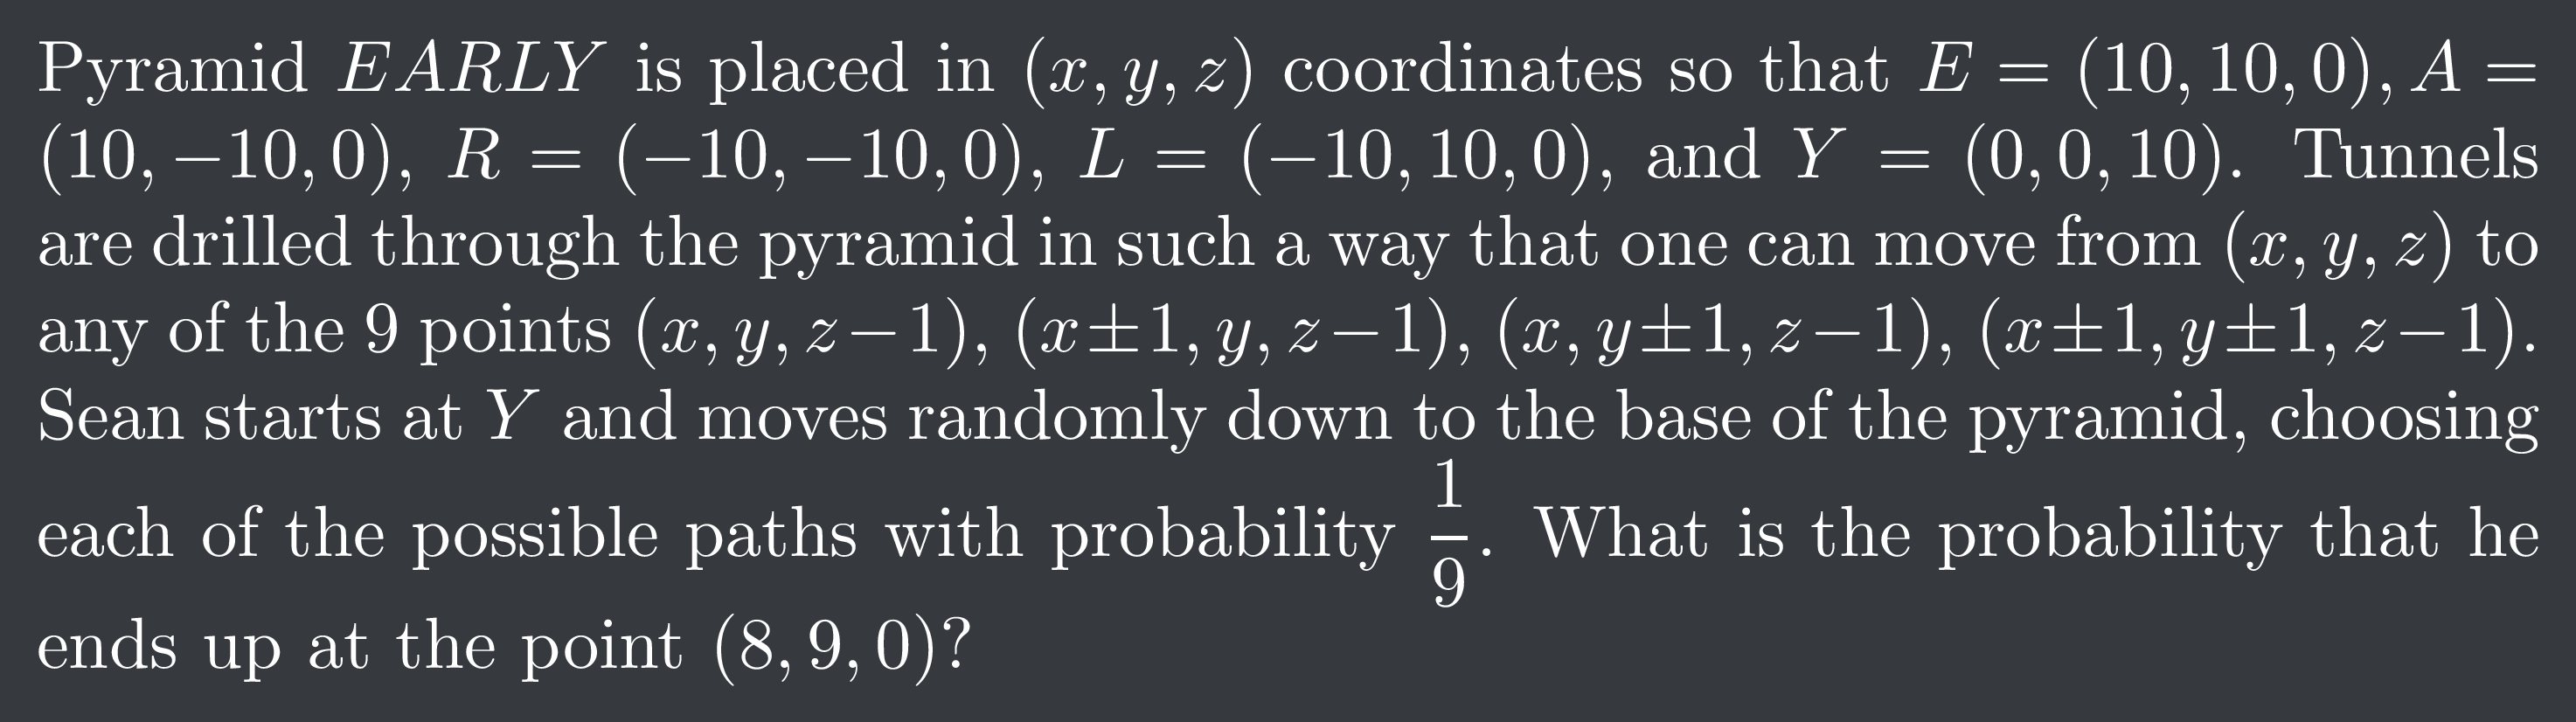 Pyramid EARLY is placed in (x, y, z) coordinates so that E = (10, 10, 0), A =
(10, −10, 0), R = (−10, −10, 0), L = (−10, 10, 0), and Y = (0, 0, 10). Tunnels
are drilled through the pyramid in such a way that one can move from (x, y, z) to
any of the 9 points (x, y, z−1), (x±1, y, z−1), (x, y±1, z−1), (x±1, y±1, z−1).
Sean starts at Y and moves randomly down to the base of the pyramid, choosing
each of the possible paths with probability 1/9. What is the probability that he
ends up at the point (8, 9, 0)?